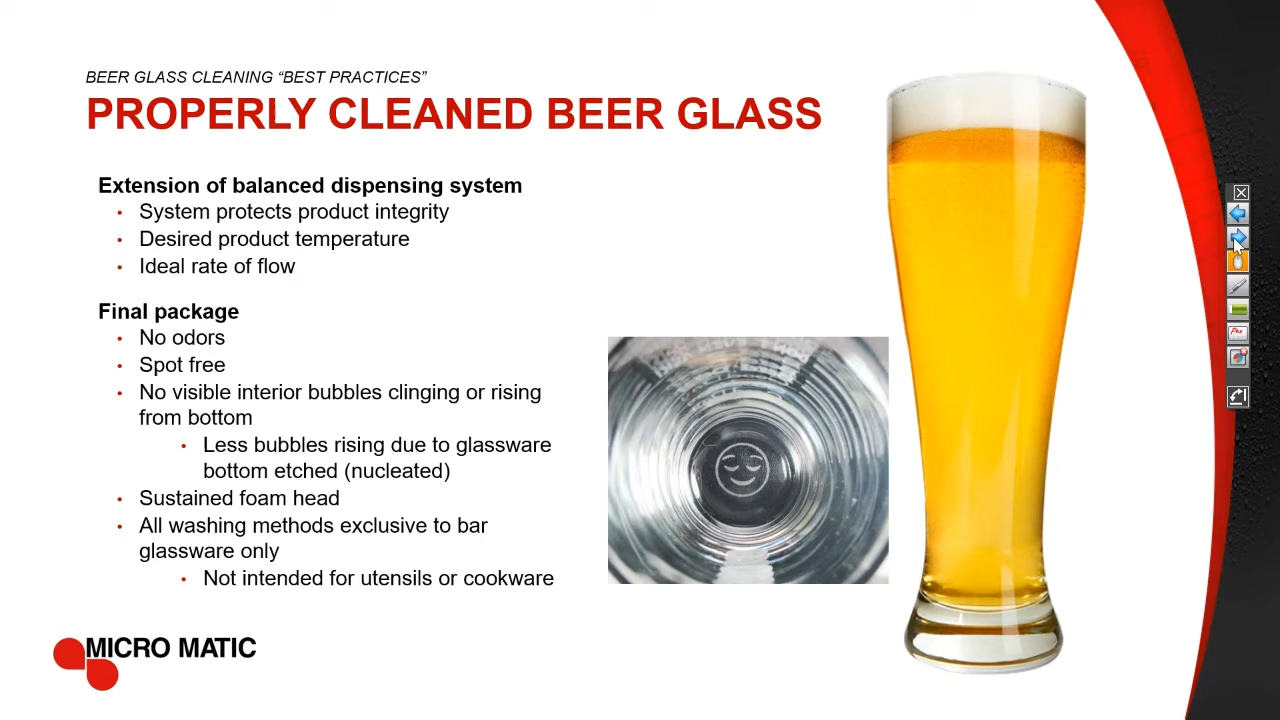 BEER GLASS CLEANING “BEST PRACTICES”
PROPERLY CLEANED BEER GLASS
Extension of balanced dispensing system
• System protects product integrity
• Desired product temperature
• Ideal rate of flow
Final package
• No odors
• Spot free
• No visible interior bubbles clinging or rising
from bottom
• Less bubbles rising due to glassware
bottom etched (nucleated)
• Sustained foam head
• All washing methods exclusive to bar
glassware only
• Not intended for utensils or cookware
MICRO MATIC